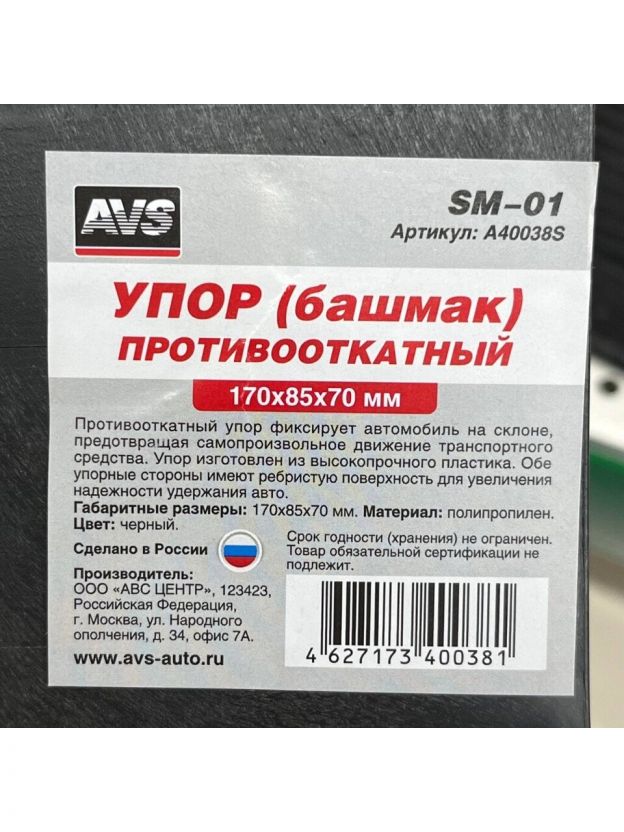 AVS
SM-01
Артикул: A40038S
УПОР (башмак)
ПРОТИВООТКАТНЫЙ
170x85x70 мм
Противооткатный упор фиксирует автомобиль на склоне,
предотвращая самопроизвольное движение транспортного
средства. Упор изготовлен из высокопрочного пластика. Обе
упорные стороны имеют ребристую поверхность для увеличения
надежности удержания авто.
Габаритные размеры: 170x85x70 мм. Материал: полипропилен.
Цвет: черный.
Сделано в России
Срок годности (хранения) не ограничен.
Товар обязательной сертификации не
подлежит.
Производитель:
ООО «АВС ЦЕНТР», 123423,
Российская Федерация,
г. Москва, ул. Народного
ополчения, д. 34, офис 7А.
www.avs-auto.ru
4 627173 400381